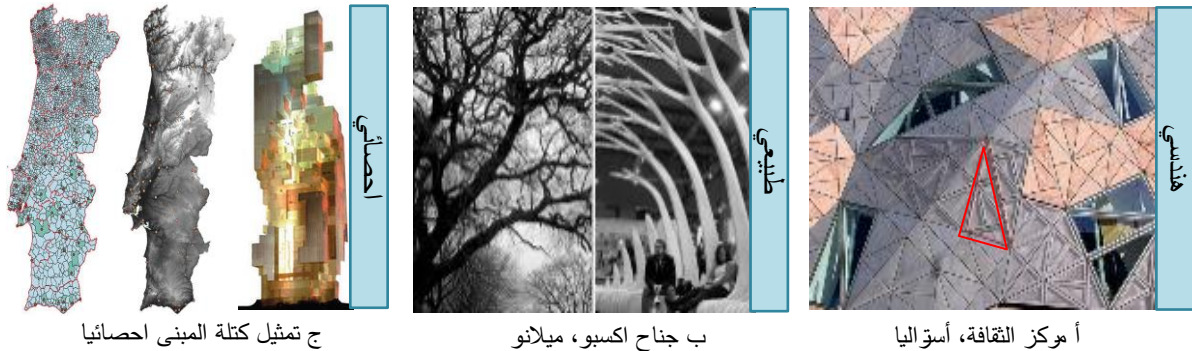 هندسي
طبيعي
احصائي
أ مركز الثقافة، أستراليا
ب جناح اكسبو، ميلانو
ج تمثيل كتلة المبنى احصائيا